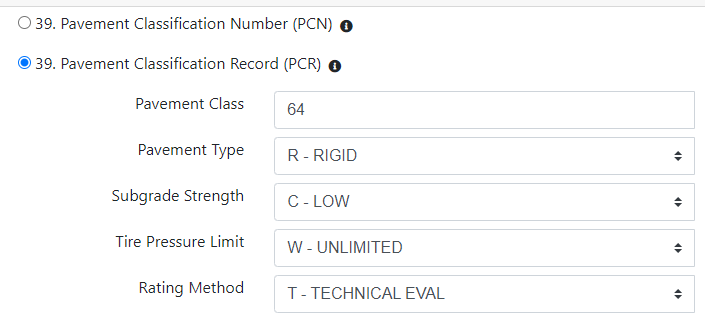 39. Pavement Classification Number (PCN)
39. Pavement Classification Record (PCR)
Pavement Class 64
Pavement Type R - RIGID
Subgrade Strength C - LOW
Tire Pressure Limit W - UNLIMITED
Rating Method T - TECHNICAL EVAL